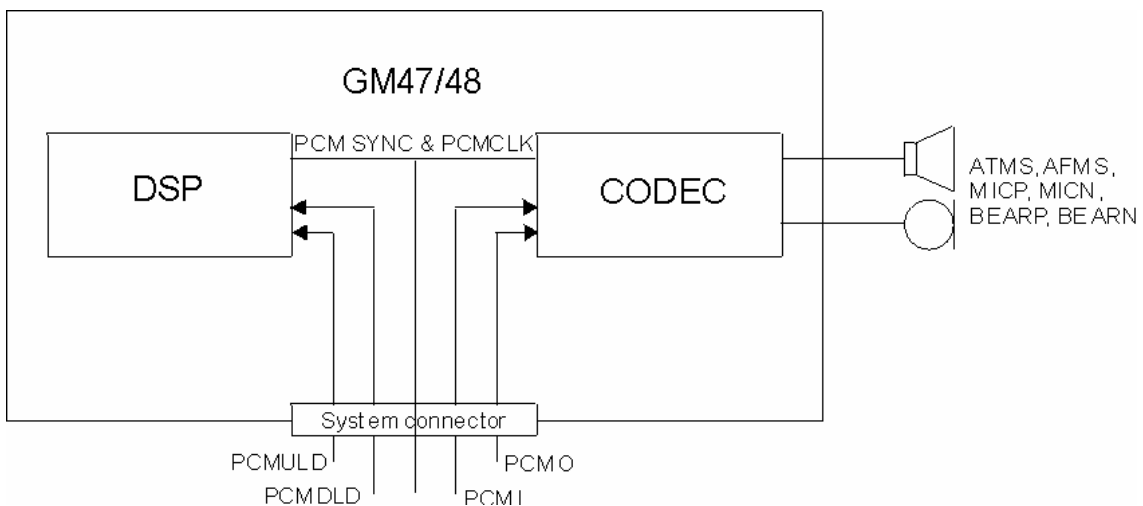 GM47/48
PCM SYNC & PCMCLK
DSP
CODEC
ATMS, AFMS,
MICP, MICN,
BEARP, BEARN
System connector
PCMULD
PCMO
PCMDLD
PCMI